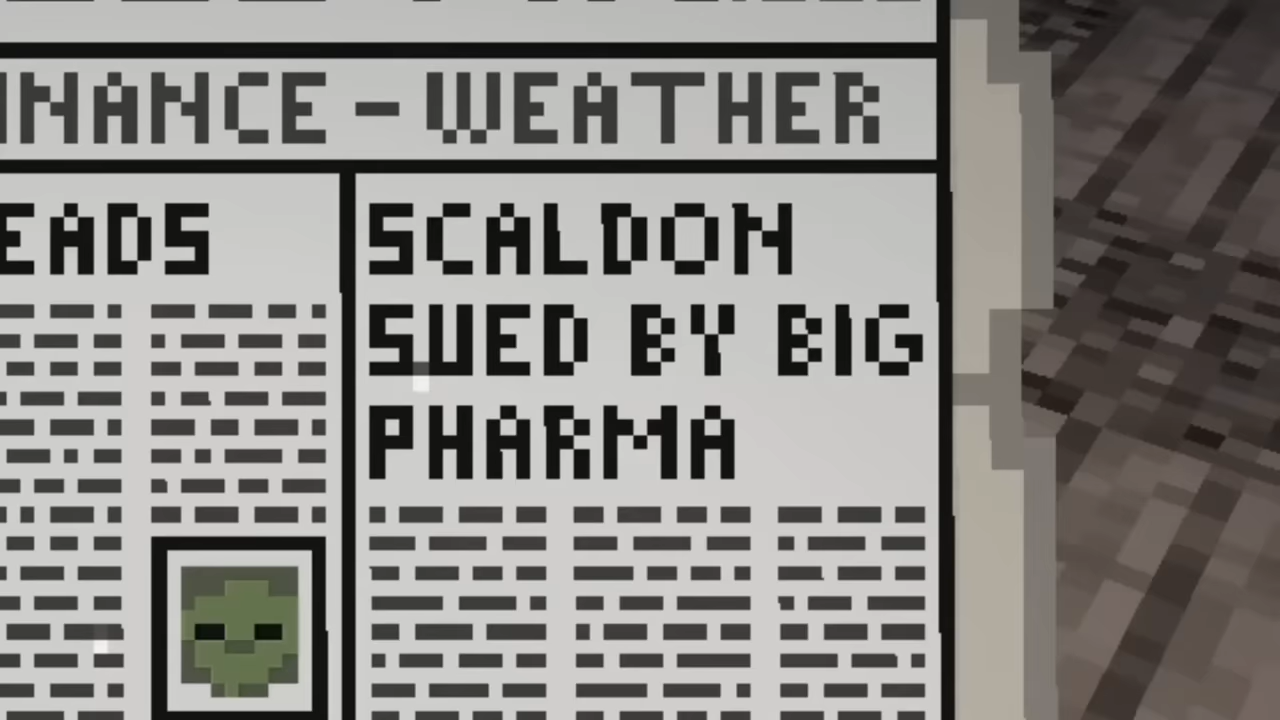 INANCE - WEATHER
EADS
SCALDON
SUED BY BIG
PHARMA